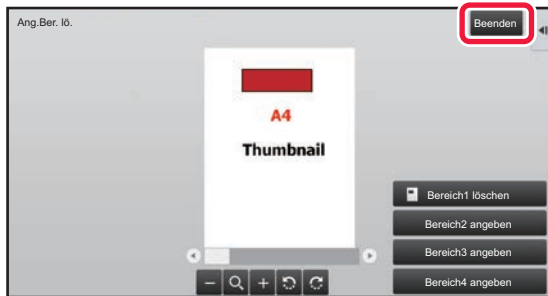 Ang.Ber. lö.
Beenden
A4
Thumbnail
Bereich1 löschen
Bereich2 angeben
Bereich3 angeben
Bereich4 angeben